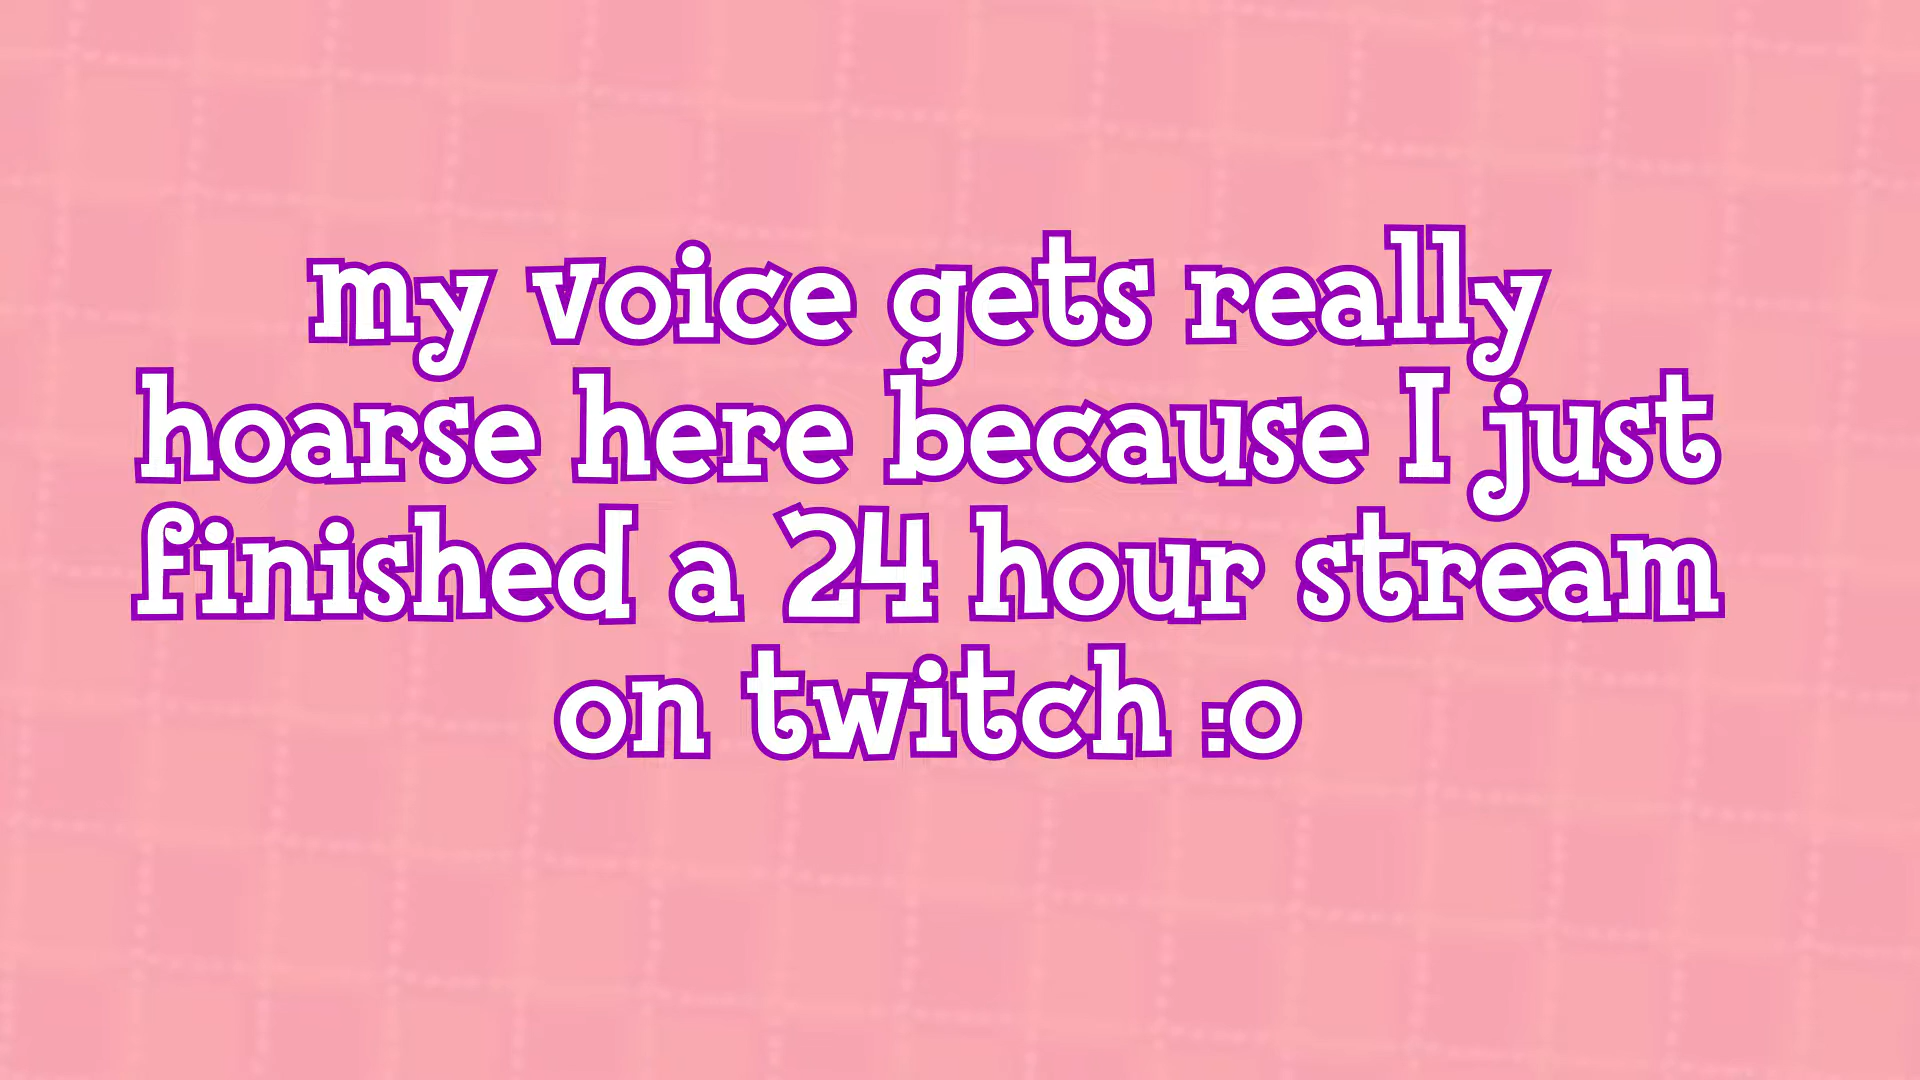 my voice gets really
hoarse here because I just
finished a 24 hour stream
on twitch :o